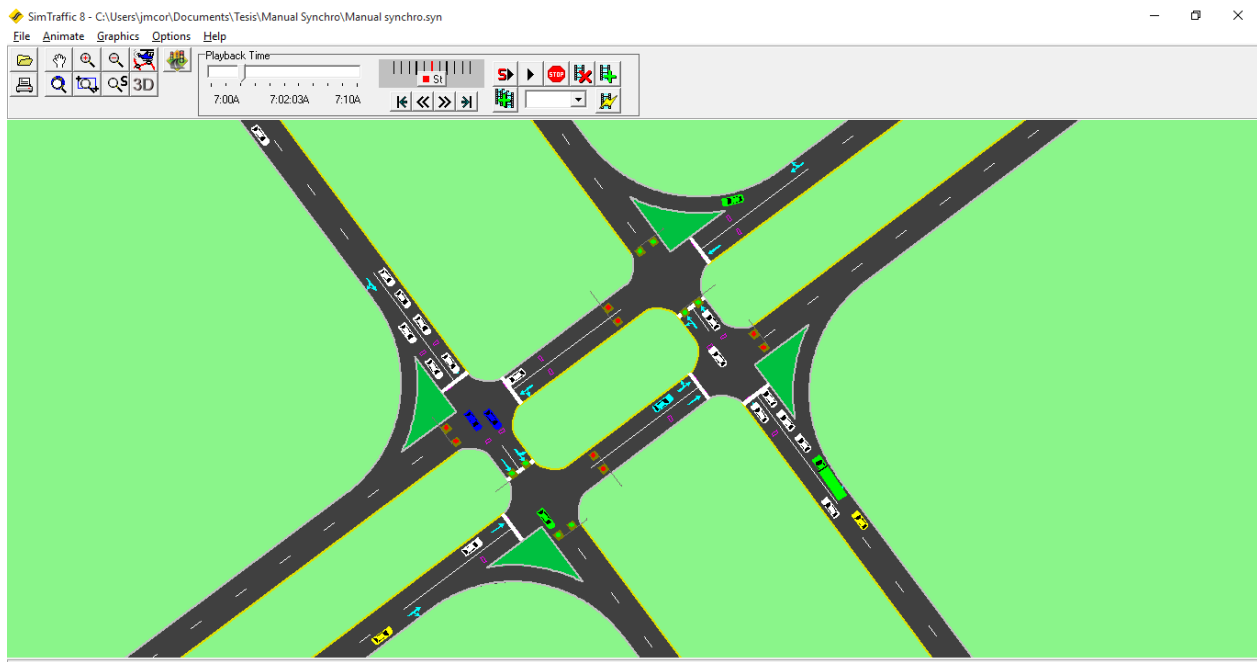 SimTraffic 8 - C:\Users\jmcor\Documents\Tesis\Manual Synchro\Manual synchro.syn
File Animate Graphics Options Help
Playback Time
7:00A 7:02:03A 7:10A
St
S
STOP
S
3D